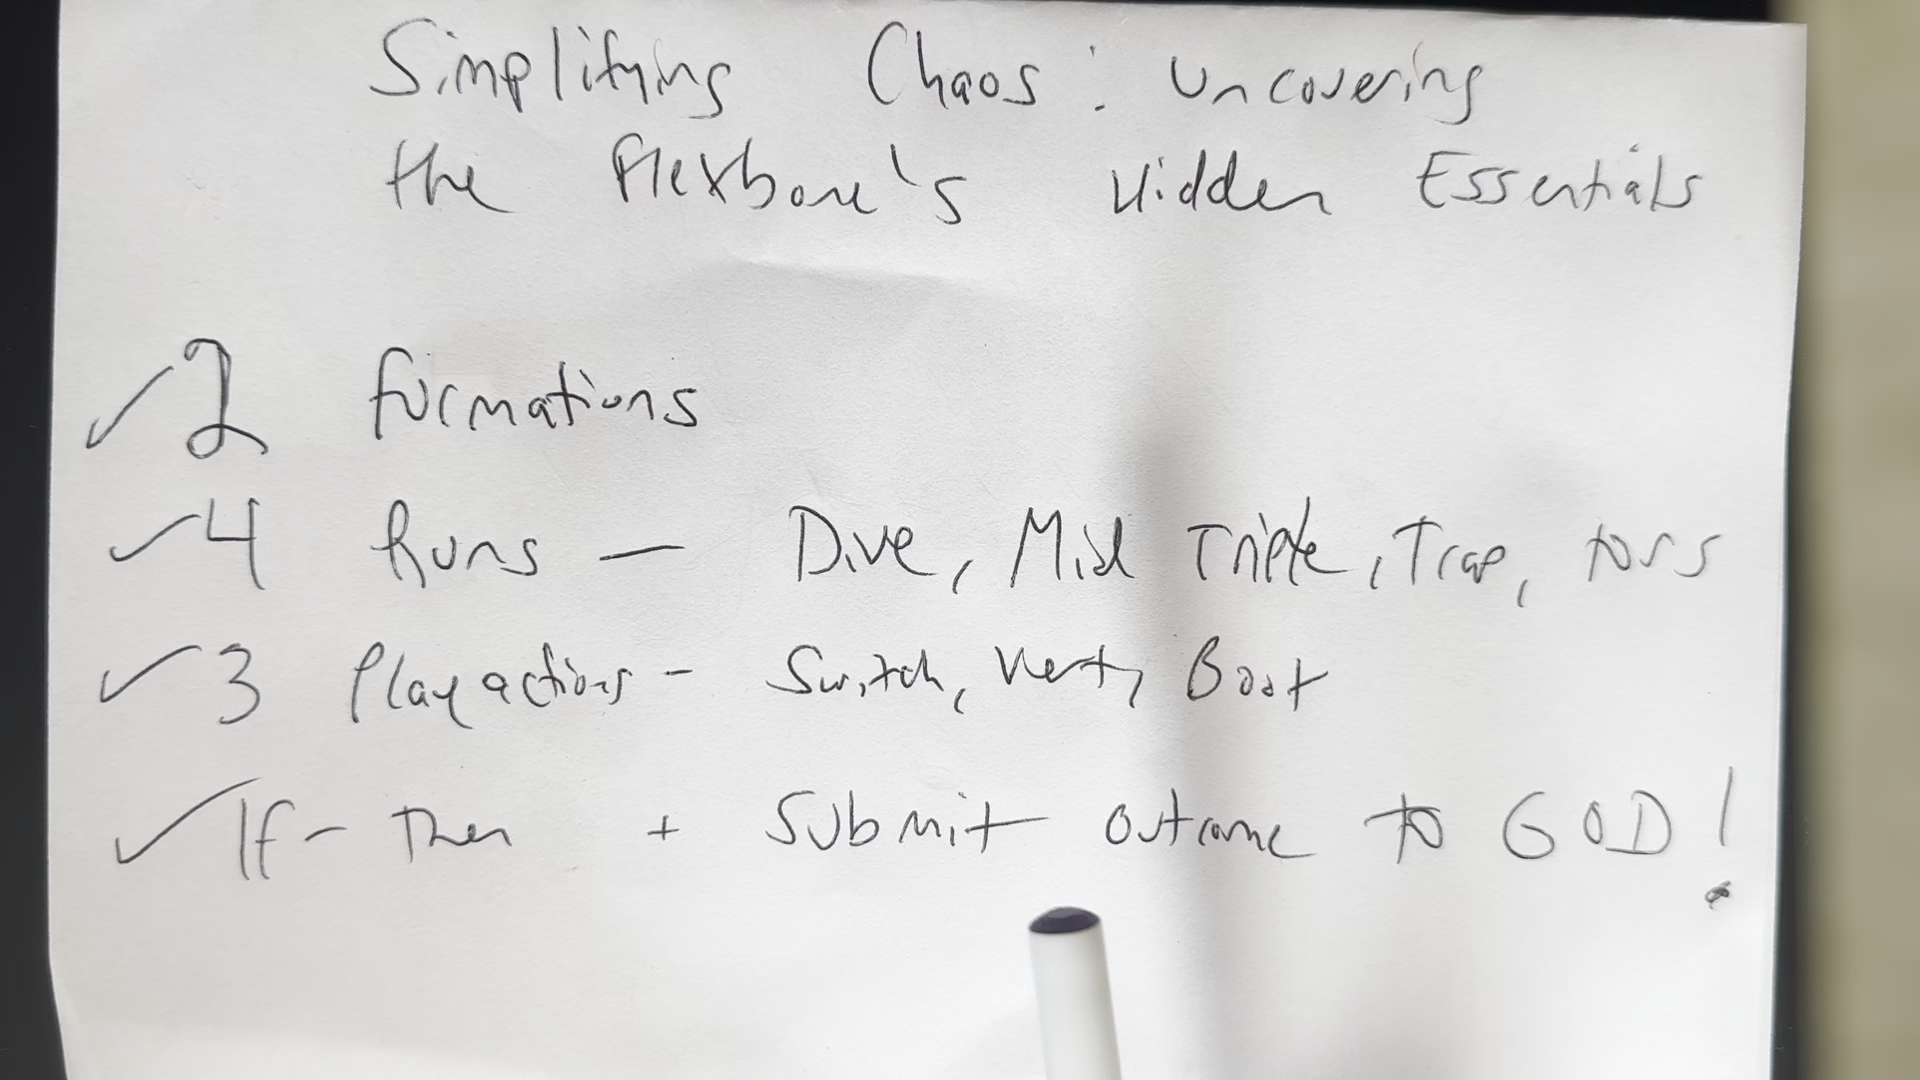 Simplifying Chaos: Uncovering
the Flexbone's Hidden Essentials
✓ 2 formations
✓ 4 Runs — Dive, Mid Triple, Trap, toss
✓ 3 Play actions - Switch, Vert, Boot
✓ If - Then + Submit Outcome to GOD!